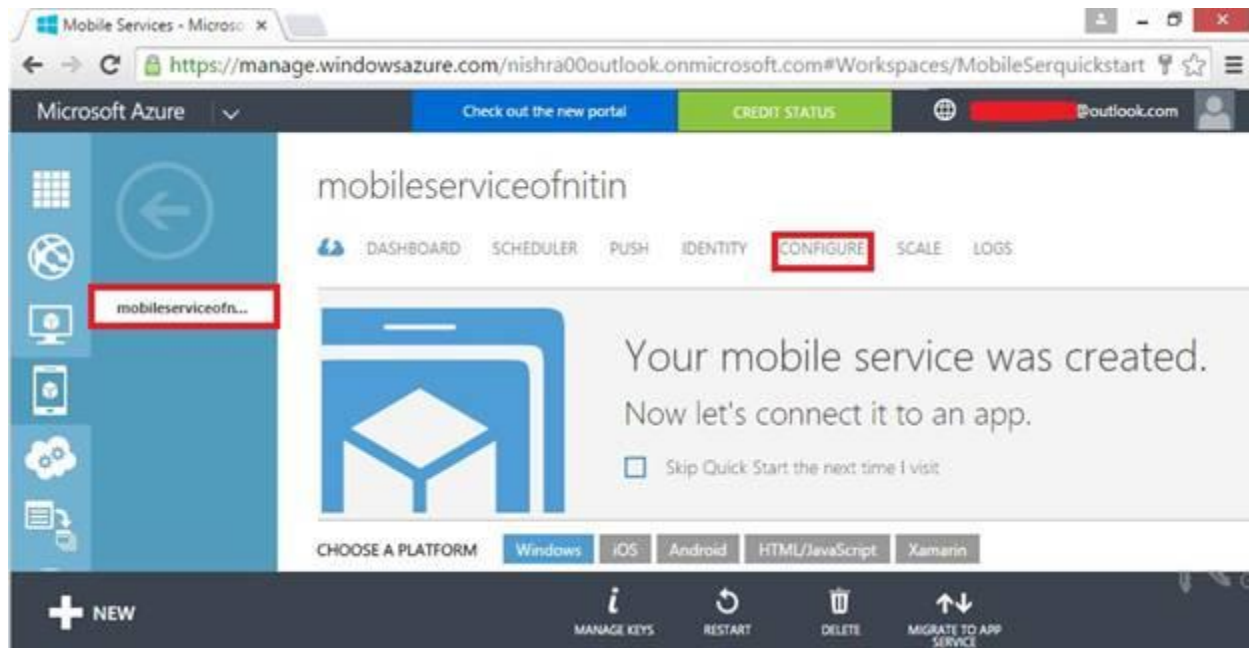 Mobile Services - Microso
https://manage.windowsazure.com/nishra00outlook.onmicrosoft.com#Workspaces/MobileSerquickstart
Microsoft Azure
Check out the new portal
CREDIT STATUS
@outlook.com
mobileserviceofnitin
DASHBOARD SCHEDULER PUSH IDENTITY CONFIGURE SCALE LOGS
mobileserviceofn...
Your mobile service was created.
Now let's connect it to an app.
Skip Quick Start the next time I visit
CHOOSE A PLATFORM Windows iOS Android HTML/JavaScript Xamarin
NEW
MANAGE KEYS
RESTART
DELETE
MIGRATE TO APP
SERVICE